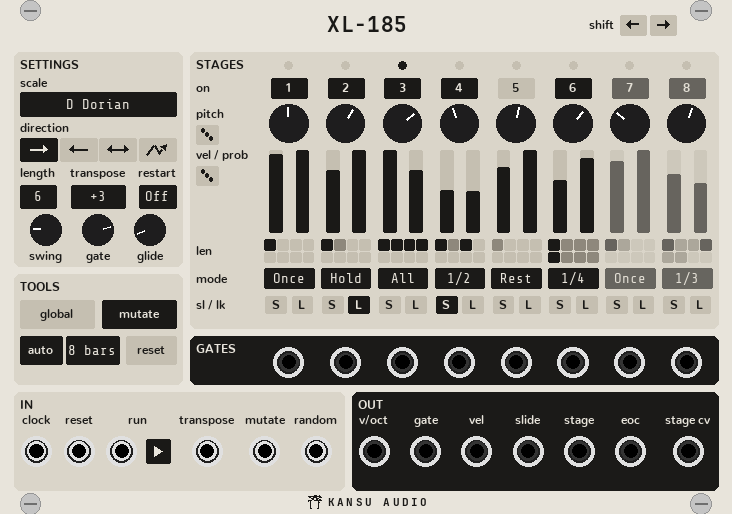 XL-185
shift
SETTINGS
scale
D Dorian
direction
length transpose restart
6 +3 Off
swing gate glide
TOOLS
global mutate
auto 8 bars reset
STAGES
on 1 2 3 4 5 6 7 8
pitch
vel / prob
len
mode Once Hold All 1/2 Rest 1/4 Once 1/3
sl / lk S L S L S L S L S L S L S L S L
GATES
IN
clock reset run transpose mutate random
OUT
v/oct gate vel slide stage eoc stage cv
KANSU AUDIO